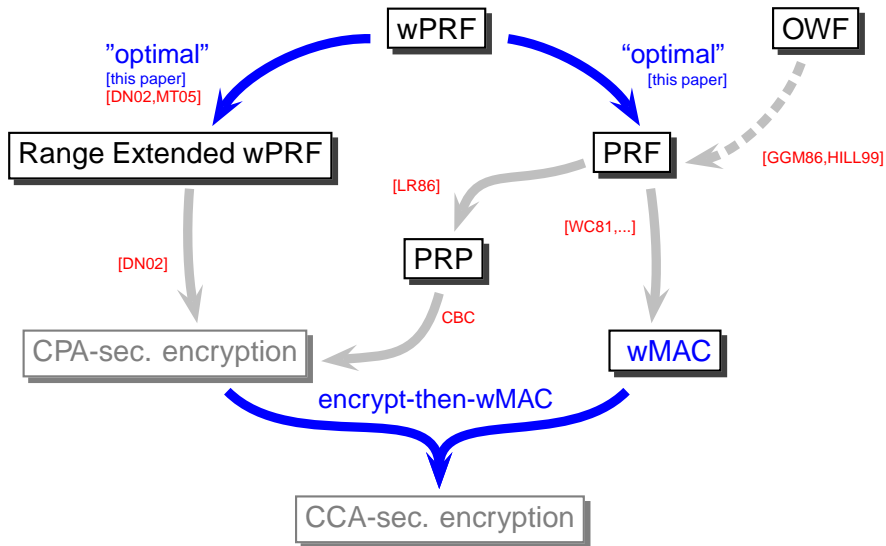 wPRF
OWF
”optimal”
[this paper]
[DN02,MT05]
“optimal”
[this paper]
Range Extended wPRF
PRF
[GGM86,HILL99]
[LR86]
[WC81,...]
[DN02]
PRP
CBC
CPA-sec. encryption
wMAC
encrypt-then-wMAC
CCA-sec. encryption